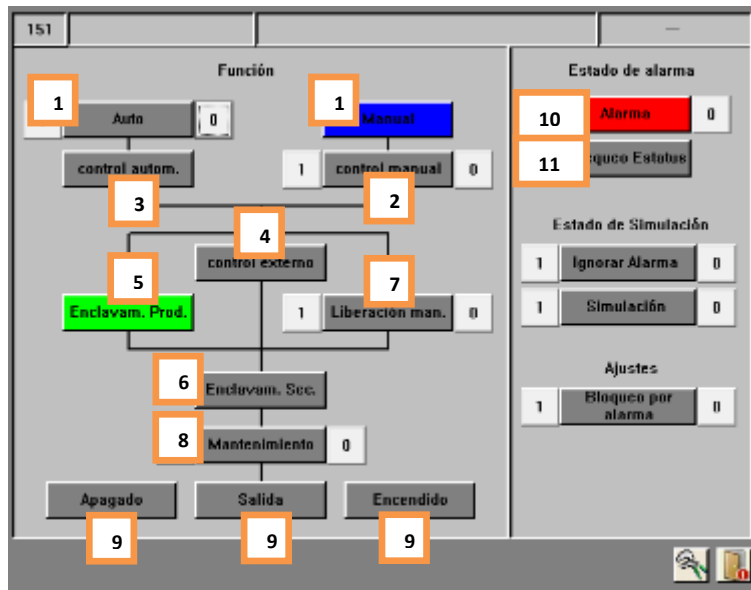 151
—
Función
1 Auto 0
1 Manual
control autom.
1 control manual 0
3
2
4
control externo
5
Enclavam. Prod.
7
1 Liberación man. 0
6 Enclavam. Sec.
8 Mantenimiento 0
Apagado
Salida
Encendido
9
9
9
Estado de alarma
10 Alarma 0
11 Estatus
Estado de Simulación
1 Ignorar Alarma 0
1 Simulación 0
Ajustes
1 Bloqueo por alarma 0